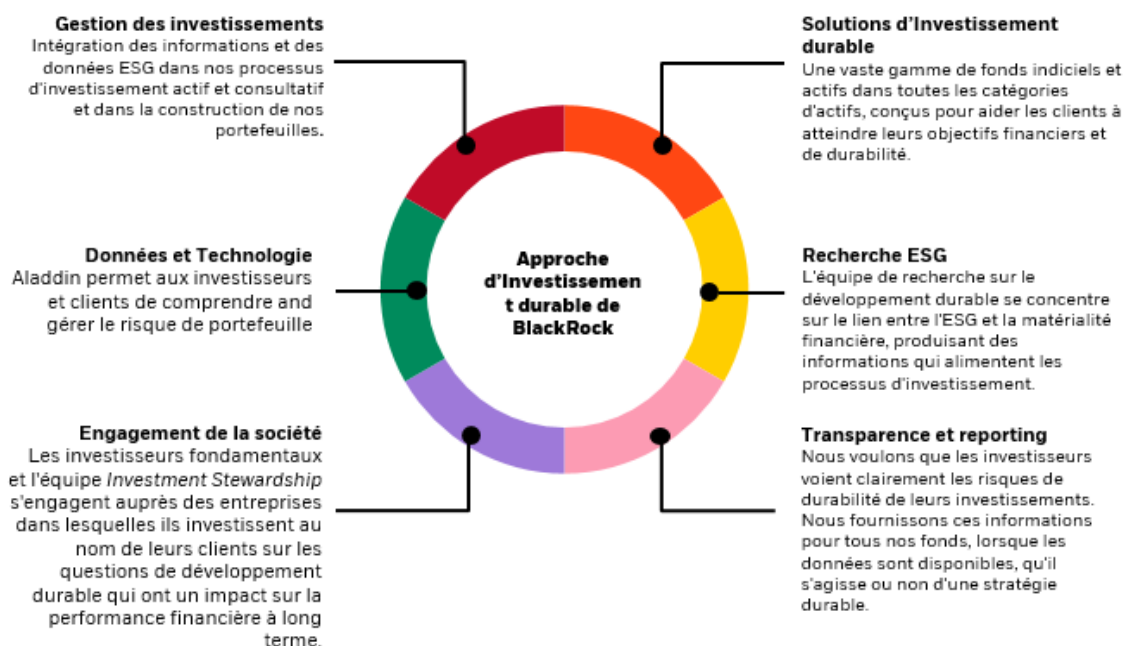 Gestion des investissements
Intégration des informations et des
données ESG dans nos processus
d'investissement actif et consultatif
et dans la construction de nos
portefeuilles.
Solutions d'Investissement
durable
Une vaste gamme de fonds indiciels et
actifs dans toutes les catégories
d'actifs, conçus pour aider les clients à
atteindre leurs objectifs financiers et
de durabilité.
Données et Technologie
Aladdin permet aux investisseurs
et clients de comprendre and
gérer le risque de portefeuille
Approche
d'Investissemen
t durable de
BlackRock
Recherche ESG
L'équipe de recherche sur le
développement durable se concentre
sur le lien entre l'ESG et la matérialité
financière, produisant des
informations qui alimentent les
processus d'investissement.
Engagement de la société
Les investisseurs fondamentaux
et l'équipe Investment Stewardship
s'engagent auprès des entreprises
dans lesquelles ils investissent au
nom de leurs clients sur les
questions de développement
durable qui ont un impact sur la
performance financière à long
terme.
Transparence et reporting
Nous voulons que les investisseurs
voient clairement les risques de
durabilité de leurs investissements.
Nous fournissons ces informations
pour tous nos fonds, lorsque les
données sont disponibles, qu'il
s'agisse ou non d'une stratégie
durable.